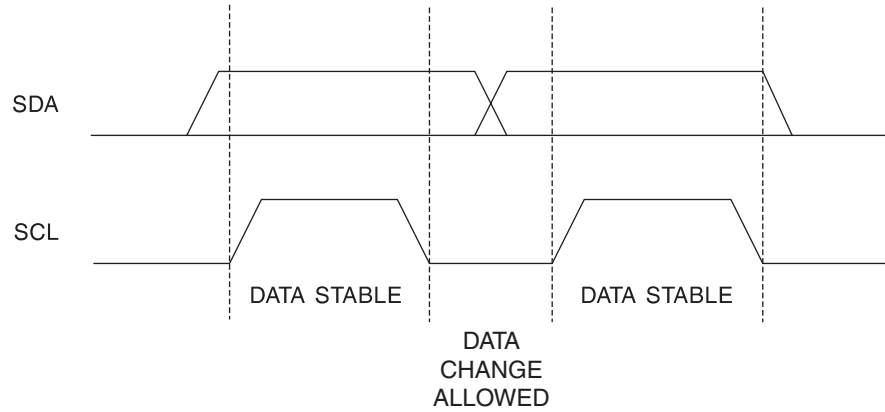 SDA
SCL
DATA STABLE
DATA STABLE
DATA
CHANGE
ALLOWED